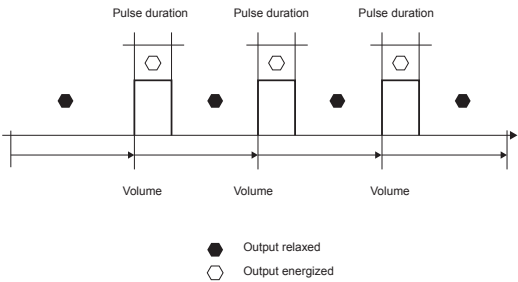 Pulse duration Pulse duration Pulse duration
Volume Volume Volume
Output relaxed
Output energized